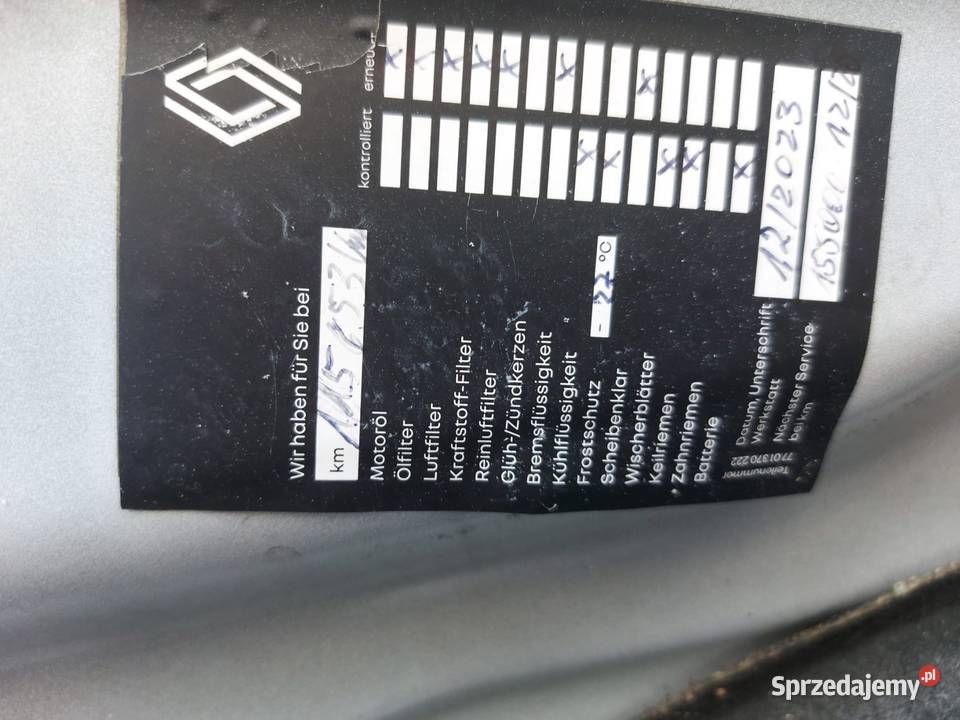 kontrolliert erneuert
Wir haben für Sie bei
km
Motoröl X
Ölfilter X
Luftfilter X
Kraftstoff-Filter X
Reinluftfilter X
Glüh-/Zündkerzen
Bremsflüssigkeit X
Kühlflüssigkeit X
Frostschutz - 22 °C X
Scheibenklar
Wischerblätter
Keilriemen
Zahnriemen
Batterie X
Datum, Unterschrift 12/2023
Werkstatt
Nächster Service
bei km
Teilenummer
77 01 370 222
Sprzedajemy.pl